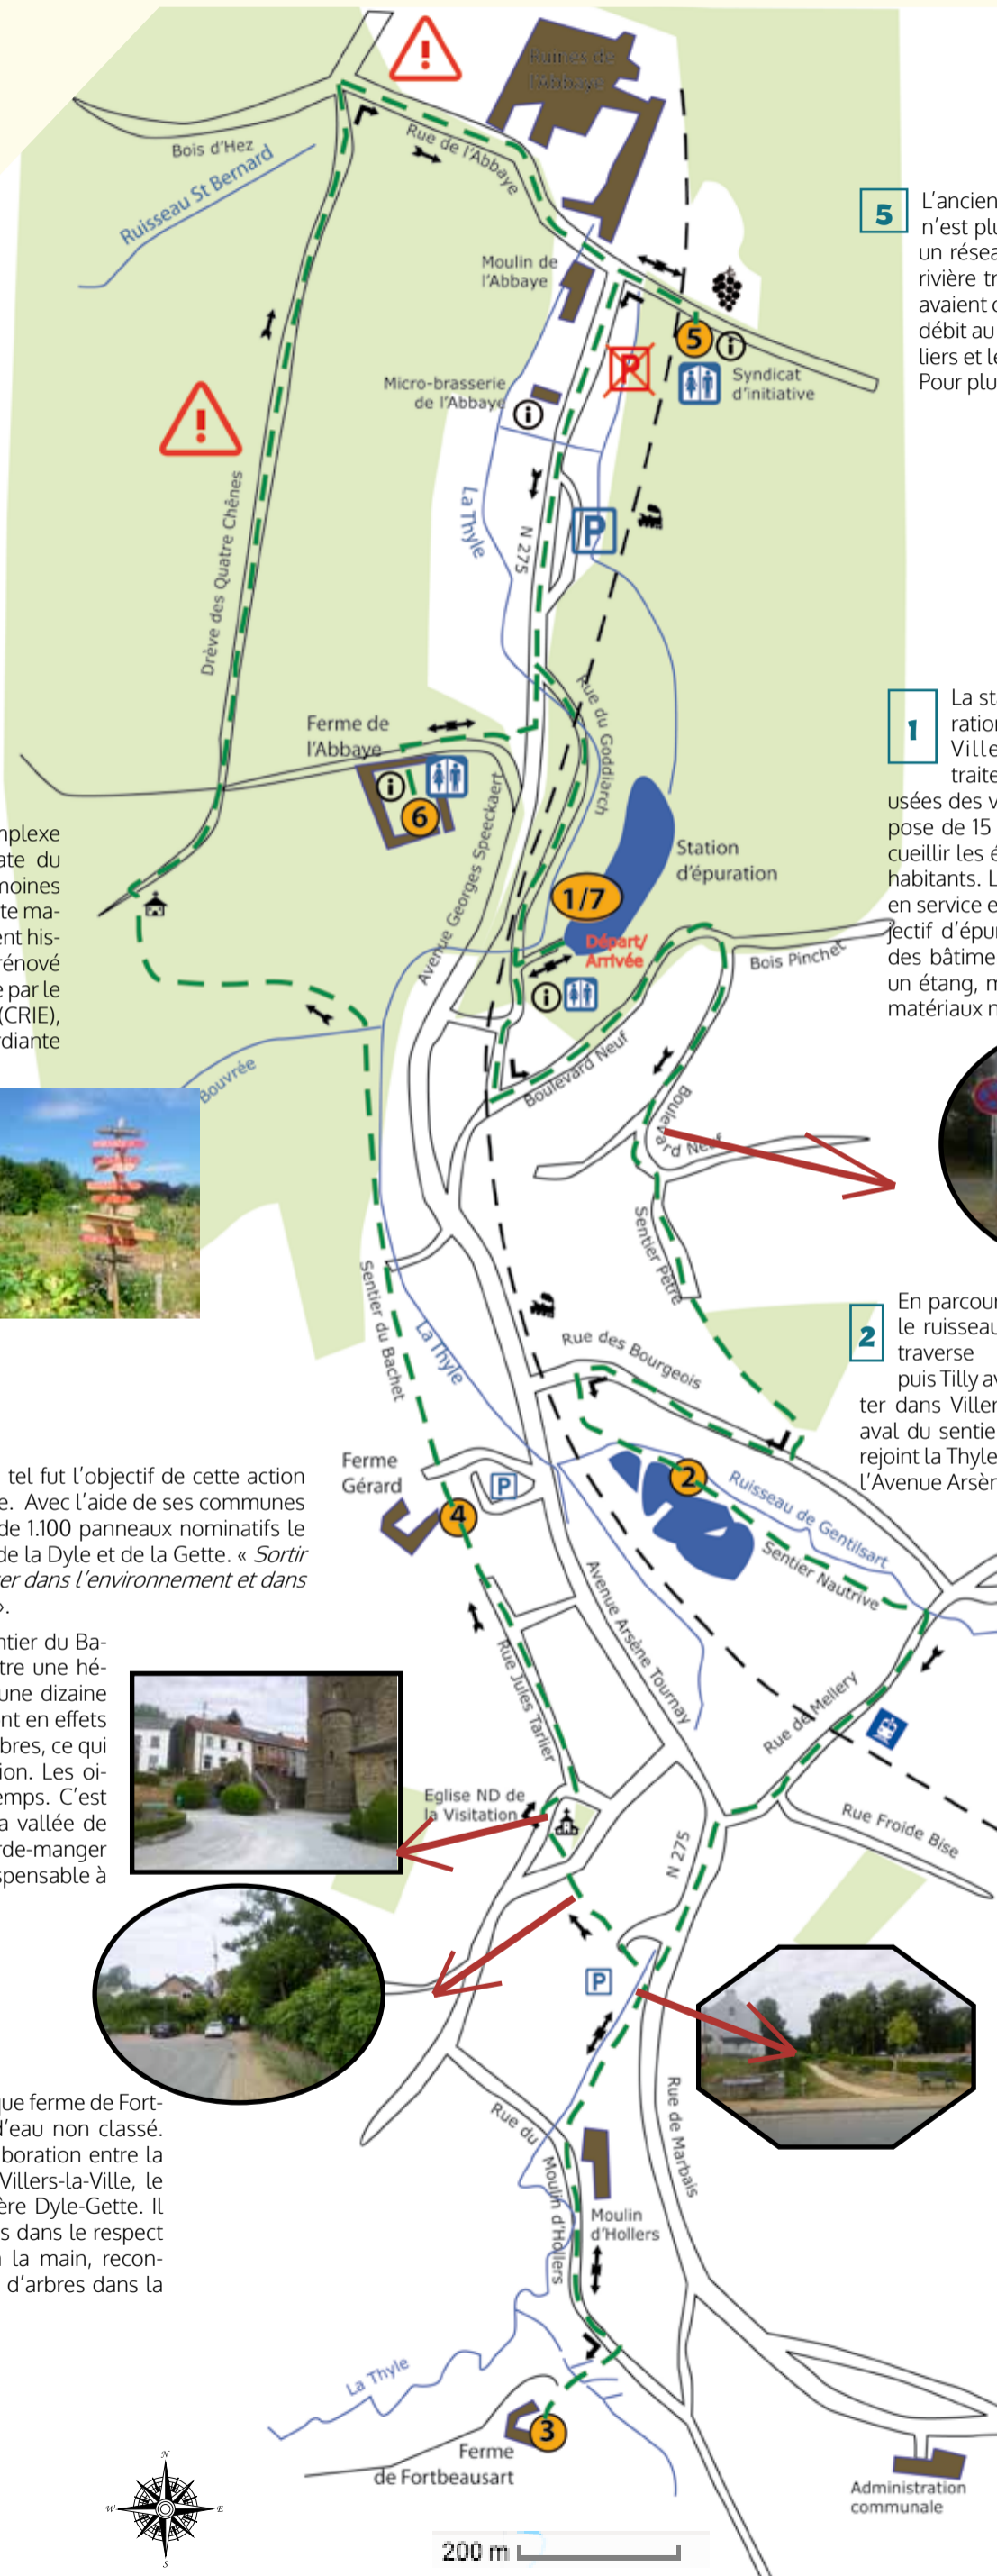 Ruines de
l'Abbaye
Bois d'Hez
Ruisseau St Bernard
Rue de l'Abbaye
Moulin de
l'Abbaye
5
i
Syndicat
d'initiative
P
Micro-brasserie
de l'Abbaye
i
La Thyle
N 275
P
Drève des Quatre Chênes
5
L'ancien
n'est plu
un résea
rivière tr
avaient c
débit au
liers et le
Pour plu
Ferme de
l'Abbaye
i
6
Rue du Goddiarch
Avenue Georges Speeckaert
Station
d'épuration
1/7
Départ/
Arrivée
i
Bois Pinchet
Boulevard Neuf
Boulevard Neuf
1
La sta
ration
Ville
traite
usées des v
pose de 15
cueillir les é
habitants. L
en service e
jectif d'épur
des bâtime
un étang, m
matériaux n
mplexe
ate du
moines
te ma-
ent his-
rénové
e par le
(CRIE),
rdiante
Bouvrée
Sentier Pètre
Sentier du Bachet
La Thyle
Rue des Bourgeois
2
En parcour
le ruisseau
traverse
puis Tilly av
ter dans Viller
aval du sentie
rejoint la Thyle
l'Avenue Arsèn
Ferme
Gérard
P
4
2
Ruisseau de Gentilsart
Sentier Nautrive
Avenue Arsène Tournay
tel fut l'objectif de cette action
e. Avec l'aide de ses communes
de 1.100 panneaux nominatifs le
de la Dyle et de la Gette. « Sortir
er dans l'environnement et dans
».
ntier du Ba-
tre une hé-
une dizaine
nt en effets
bres, ce qui
ion. Les oi-
emps. C'est
a vallée de
rde-manger
spensable à
Rue Jules Tarlier
Rue de Mellery
Eglise ND de
la Visitation
N 275
Rue Froide Bise
P
Rue de Marbais
Rue du
Moulin d'Hollers
Moulin
d'Hollers
que ferme de Fort-
d'eau non classé.
boration entre la
Villers-la-Ville, le
ère Dyle-Gette. Il
s dans le respect
à la main, recon-
d'arbres dans la
La Thyle
3
Ferme
de Fortbeausart
Administration
communale
N
W
E
S
200 m